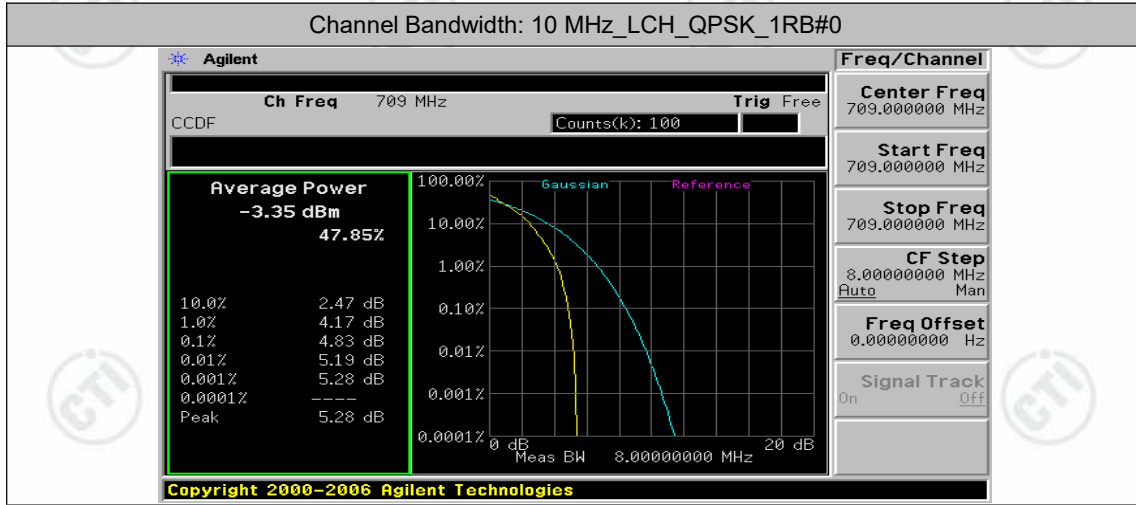 Channel Bandwidth: 10 MHz_LCH_QPSK_1RB#0
Agilent
Freq/Channel
Ch Freq 709 MHz Trig Free
CCDF Counts(k): 100
Average Power
-3.35 dBm
47.85%
10.0% 2.47 dB
1.0% 4.17 dB
0.1% 4.83 dB
0.01% 5.19 dB
0.001% 5.28 dB
0.0001% ----
Peak 5.28 dB
Gaussian Reference
100.00%
10.00%
1.00%
0.10%
0.01%
0.001%
0.0001%
0 dB 20 dB
Meas BW 8.00000000 MHz
Center Freq
709.000000 MHz
Start Freq
709.000000 MHz
Stop Freq
709.000000 MHz
CF Step
8.00000000 MHz
Auto Man
Freq Offset
0.00000000 Hz
Signal Track
On Off
Copyright 2000-2006 Agilent Technologies
CTI
CTI